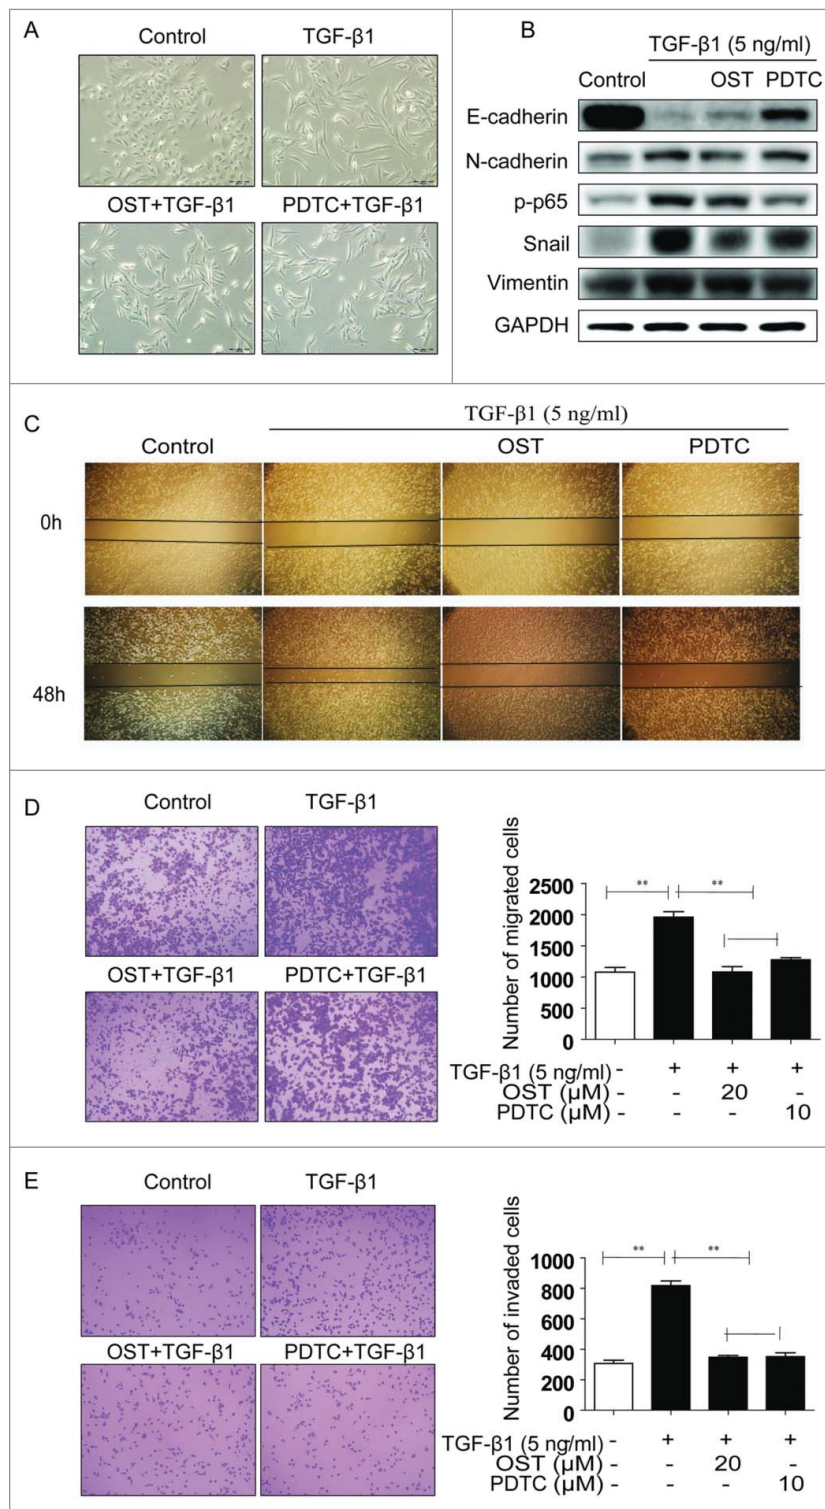 A
Control TGF-β1
OST+TGF-β1 PDTC+TGF-β1
B
TGF-β1 (5 ng/ml)
Control OST PDTC
E-cadherin
N-cadherin
p-p65
Snail
Vimentin
GAPDH
C
TGF-β1 (5 ng/ml)
Control OST PDTC
0h
48h
D
Control TGF-β1
OST+TGF-β1 PDTC+TGF-β1
Number of migrated cells
2500
2000
1500
1000
500
0
** **
TGF-β1 (5 ng/ml) - + + +
OST (μM) - - 20 -
PDTC (μM) - - - 10
E
Control TGF-β1
OST+TGF-β1 PDTC+TGF-β1
Number of invaded cells
1000
800
600
400
200
0
** **
TGF-β1 (5 ng/ml) - + + +
OST (μM) - - 20 -
PDTC (μM) - - - 10